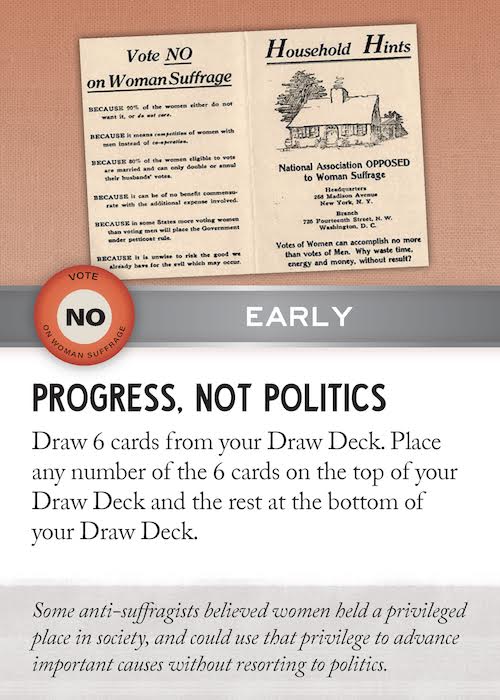 Vote NO
on Woman Suffrage
BECAUSE 90% of the women either do not
want it, or do not care.
BECAUSE it means competition of women with
men instead of co-operation.
BECAUSE 80% of the women eligible to vote
are married and can only double or annul
their husbands' votes.
BECAUSE it can be of no benefit commensu-
rate with the additional expense involved.
BECAUSE in some States more voting women
than voting men will place the Government
under petticoat rule.
BECAUSE it is unwise to risk the good we
already have for the evil which may occur.
Household Hints
National Association OPPOSED
to Woman Suffrage
Headquarters
268 Madison Avenue
New York, N. Y.
Branch
726 Fourteenth Street, N. W.
Washington, D. C.
Votes of Women can accomplish no more
than votes of Men. Why waste time,
energy and money, without result?
VOTE
NO
ON WOMAN SUFFRAGE
EARLY
PROGRESS, NOT POLITICS
Draw 6 cards from your Draw Deck. Place
any number of the 6 cards on the top of your
Draw Deck and the rest at the bottom of
your Draw Deck.
Some anti-suffragists believed women held a privileged
place in society, and could use that privilege to advance
important causes without resorting to politics.